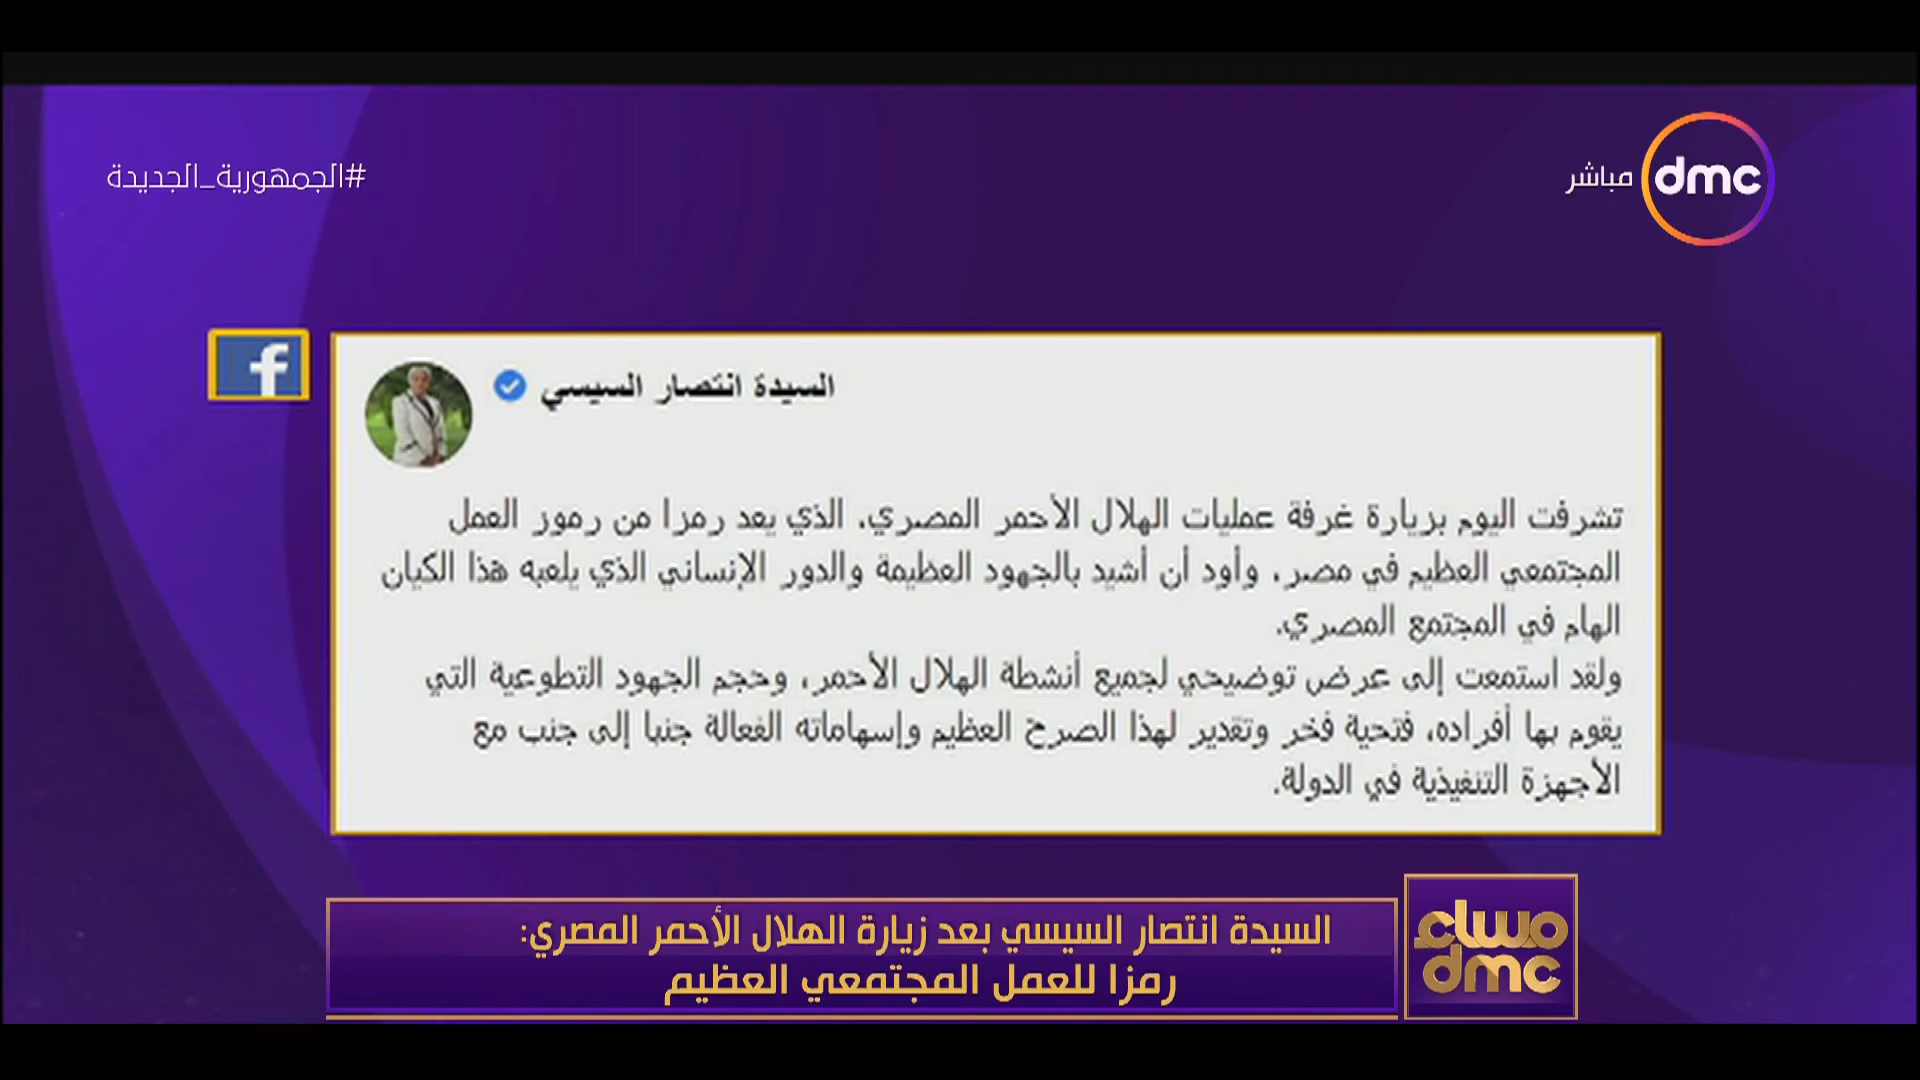 #الجمهورية_الجديدة
مباشر
dmc
f
السيدة انتصار السيسي
تشرفت اليوم بزيارة غرفة عمليات الهلال الأحمر المصري، الذي يعد رمزا من رموز العمل
المجتمعي العظيم في مصر، وأود أن أشيد بالجهود العظيمة والدور الإنساني الذي يلعبه هذا الكيان
الهام في المجتمع المصري.
ولقد استمعت إلى عرض توضيحي لجميع أنشطة الهلال الأحمر، وحجم الجهود التطوعية التي
يقوم بها أفراده، فتحية فخر وتقدير لهذا الصرح العظيم وإسهاماته الفعالة جنبا إلى جنب مع
الأجهزة التنفيذية في الدولة.
السيدة انتصار السيسي بعد زيارة الهلال الأحمر المصري:
رمزا للعمل المجتمعي العظيم
مساء
dmc